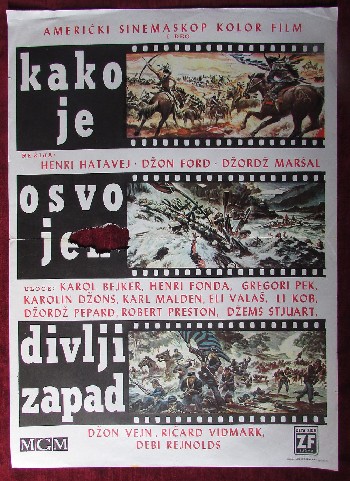 AMERIČKI SINEMASKOP KOLOR FILM
kako
je
HENRI HATAVEJ · DŽON FORD · DŽORDŽ MARŠAL
osvo
jen
ULOGE: KAROL BEJKER, HENRI FONDA, GREGORI PEK,
KAROLIN DŽONS, KARL MALDEN, ELI VALAŠ, LI KOB,
DŽORDŽ PEPARD, ROBERT PRESTON, DŽEMS STJUART,
divlji
zapad
MGM
DŽON VEJN, RIČARD VIDMARK,
DEBI REJNOLDS
ZF